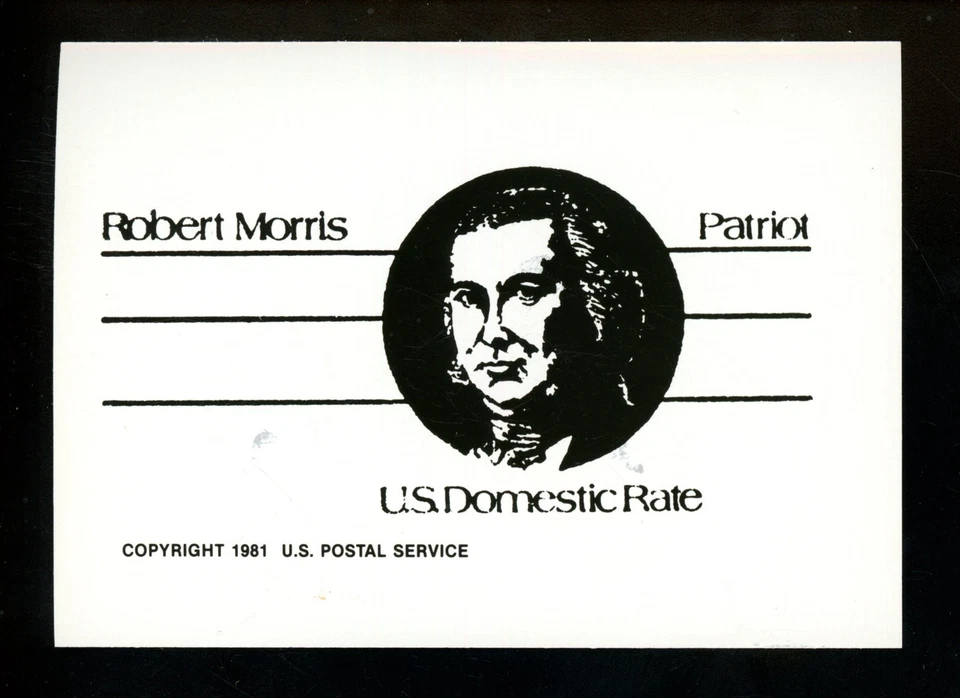 Robert Morris Patriot
U.S. Domestic Rate
COPYRIGHT 1981 U.S. POSTAL SERVICE